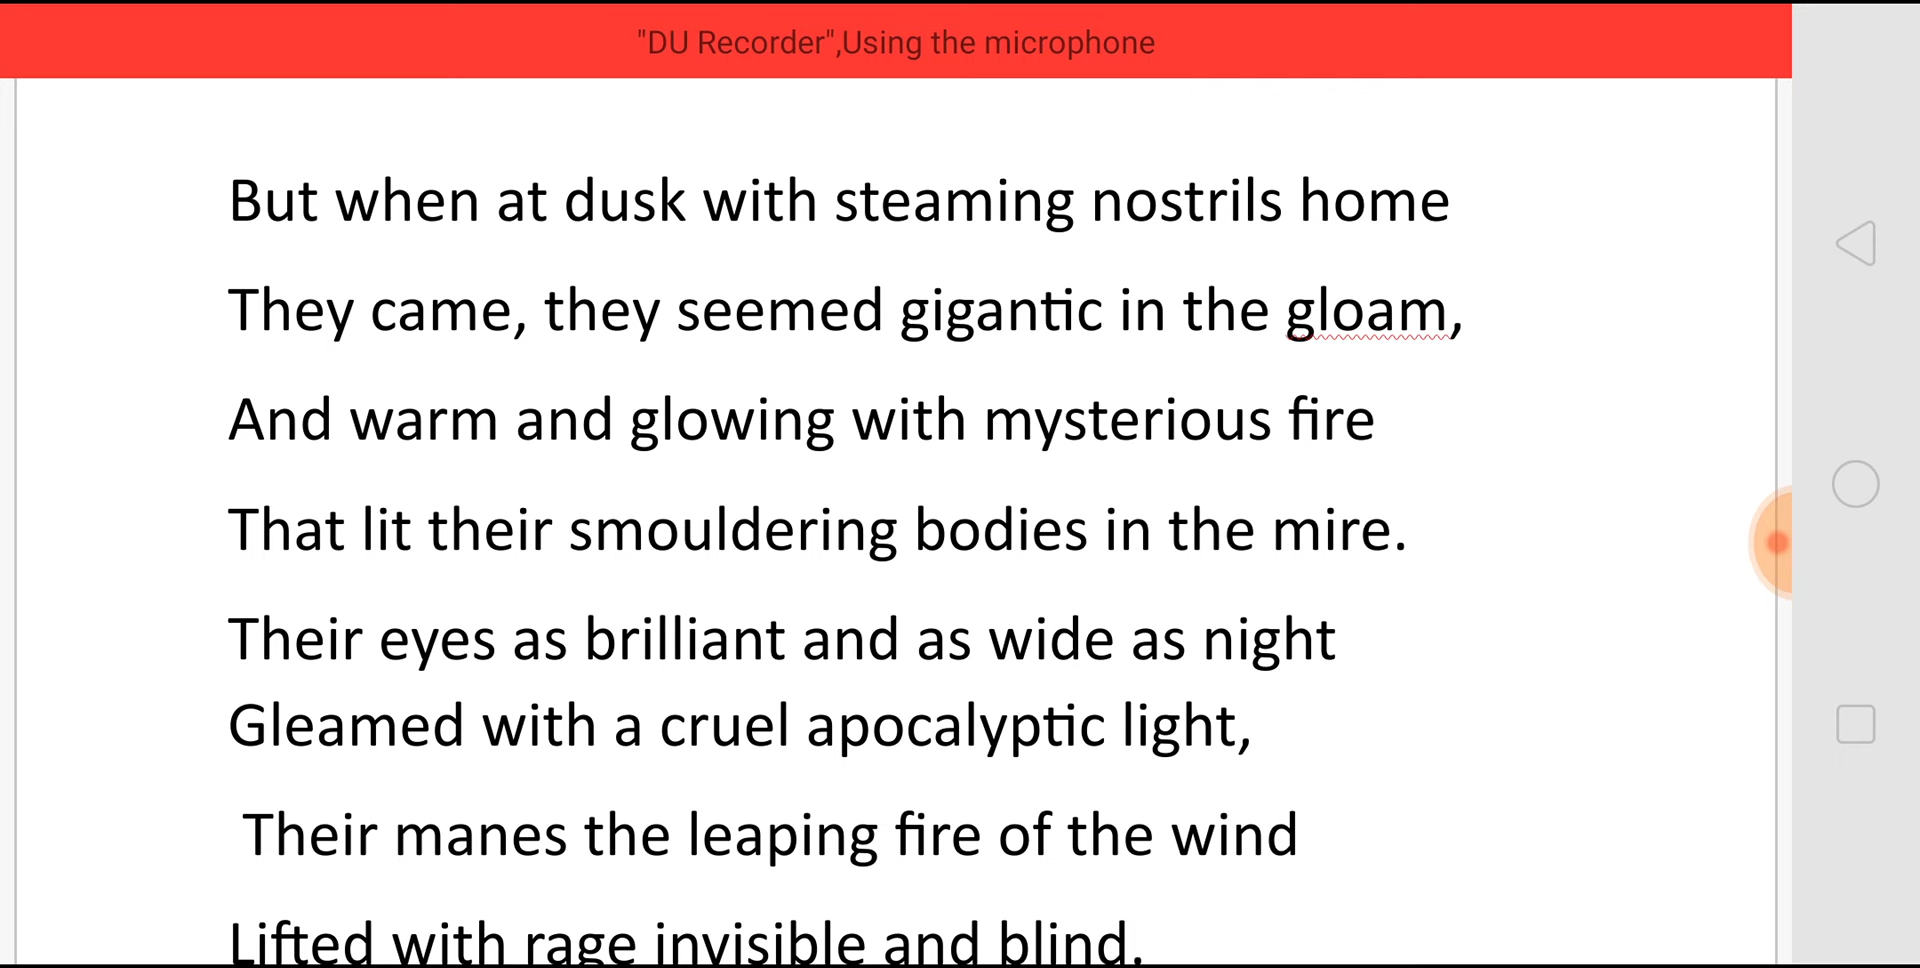 "DU Recorder",Using the microphone
But when at dusk with steaming nostrils home
They came, they seemed gigantic in the gloam,
And warm and glowing with mysterious fire
That lit their smouldering bodies in the mire.
Their eyes as brilliant and as wide as night
Gleamed with a cruel apocalyptic light,
Their manes the leaping fire of the wind
Lifted with rage invisible and blind.